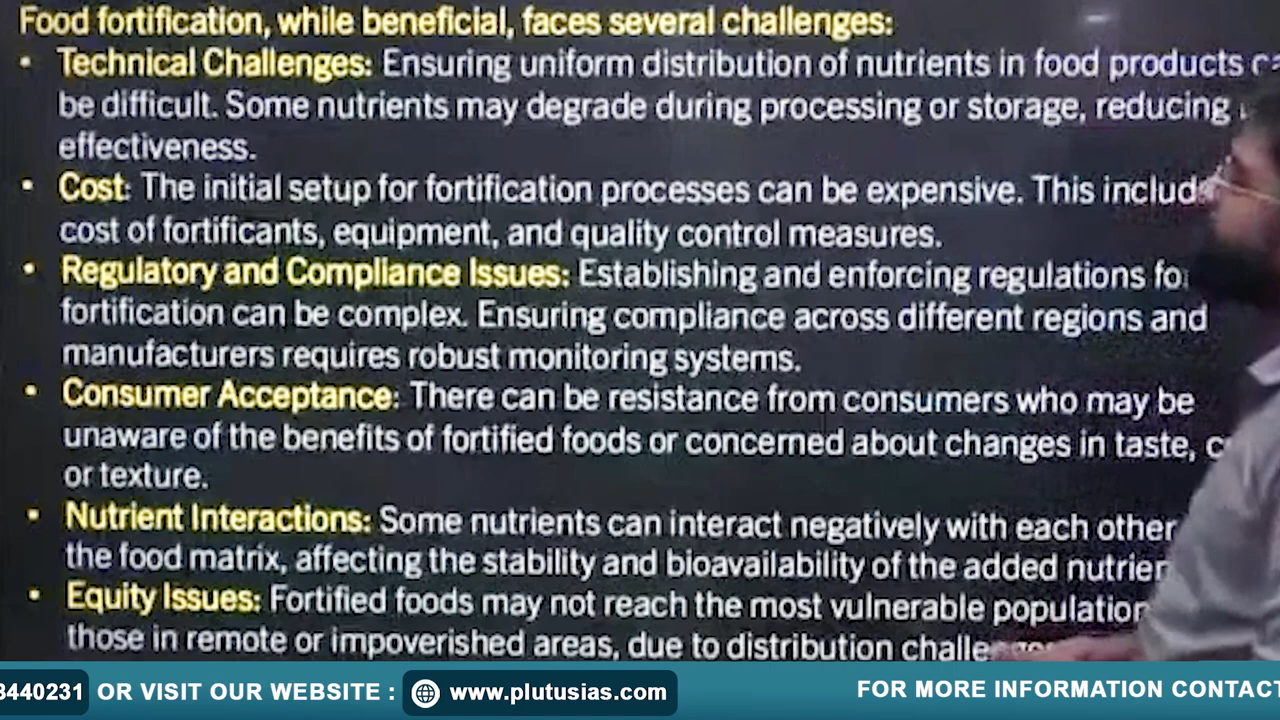 Food fortification, while beneficial, faces several challenges:
• Technical Challenges: Ensuring uniform distribution of nutrients in food products
be difficult. Some nutrients may degrade during processing or storage, reducing
effectiveness.
• Cost: The initial setup for fortification processes can be expensive. This
cost of fortificants, equipment, and quality control measures.
• Regulatory and Compliance Issues: Establishing and enforcing regulations
fortification can be complex. Ensuring compliance across different regions and
manufacturers requires robust monitoring systems.
• Consumer Acceptance: There can be resistance from consumers who may be
unaware of the benefits of fortified foods or concerned about changes in taste,
or texture.
• Nutrient Interactions: Some nutrients can interact negatively with each other
the food matrix, affecting the stability and bioavailability of the added
• Equity Issues: Fortified foods may not reach the most vulnerable
those in remote or impoverished areas, due to distribution
3440231 OR VISIT OUR WEBSITE : www.plutusias.com FOR MORE INFORMATION CONTACT